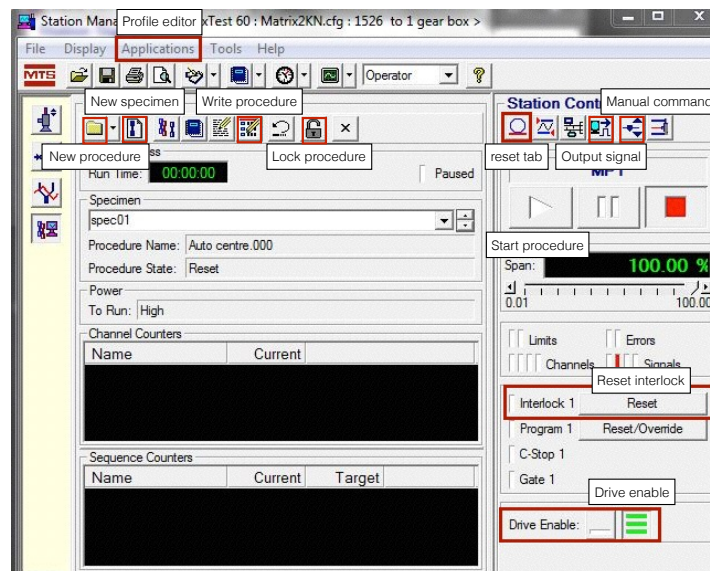 Station Mana
Profile editor
xTest 60 : Matrix2KN.cfg : 1526 to 1 gear box >
File Display Applications Tools Help
MTS
Operator
New specimen
Write procedure
New procedure
Lock procedure
ss
Run Time: 00:00:00
Paused
Specimen
spec01
Procedure Name: Auto centre.000
Procedure State: Reset
Power
To Run: High
Channel Counters
Name Current
Sequence Counters
Name Current Target
Station Cont
Manual command
reset tab
Output signal
MPT
Start procedure
Span: 100.00 %
0.01 100.00
Limits Errors
Channels Signals
Reset interlock
Interlock 1 Reset
Program 1 Reset/Override
C-Stop 1
Gate 1
Drive enable
Drive Enable: